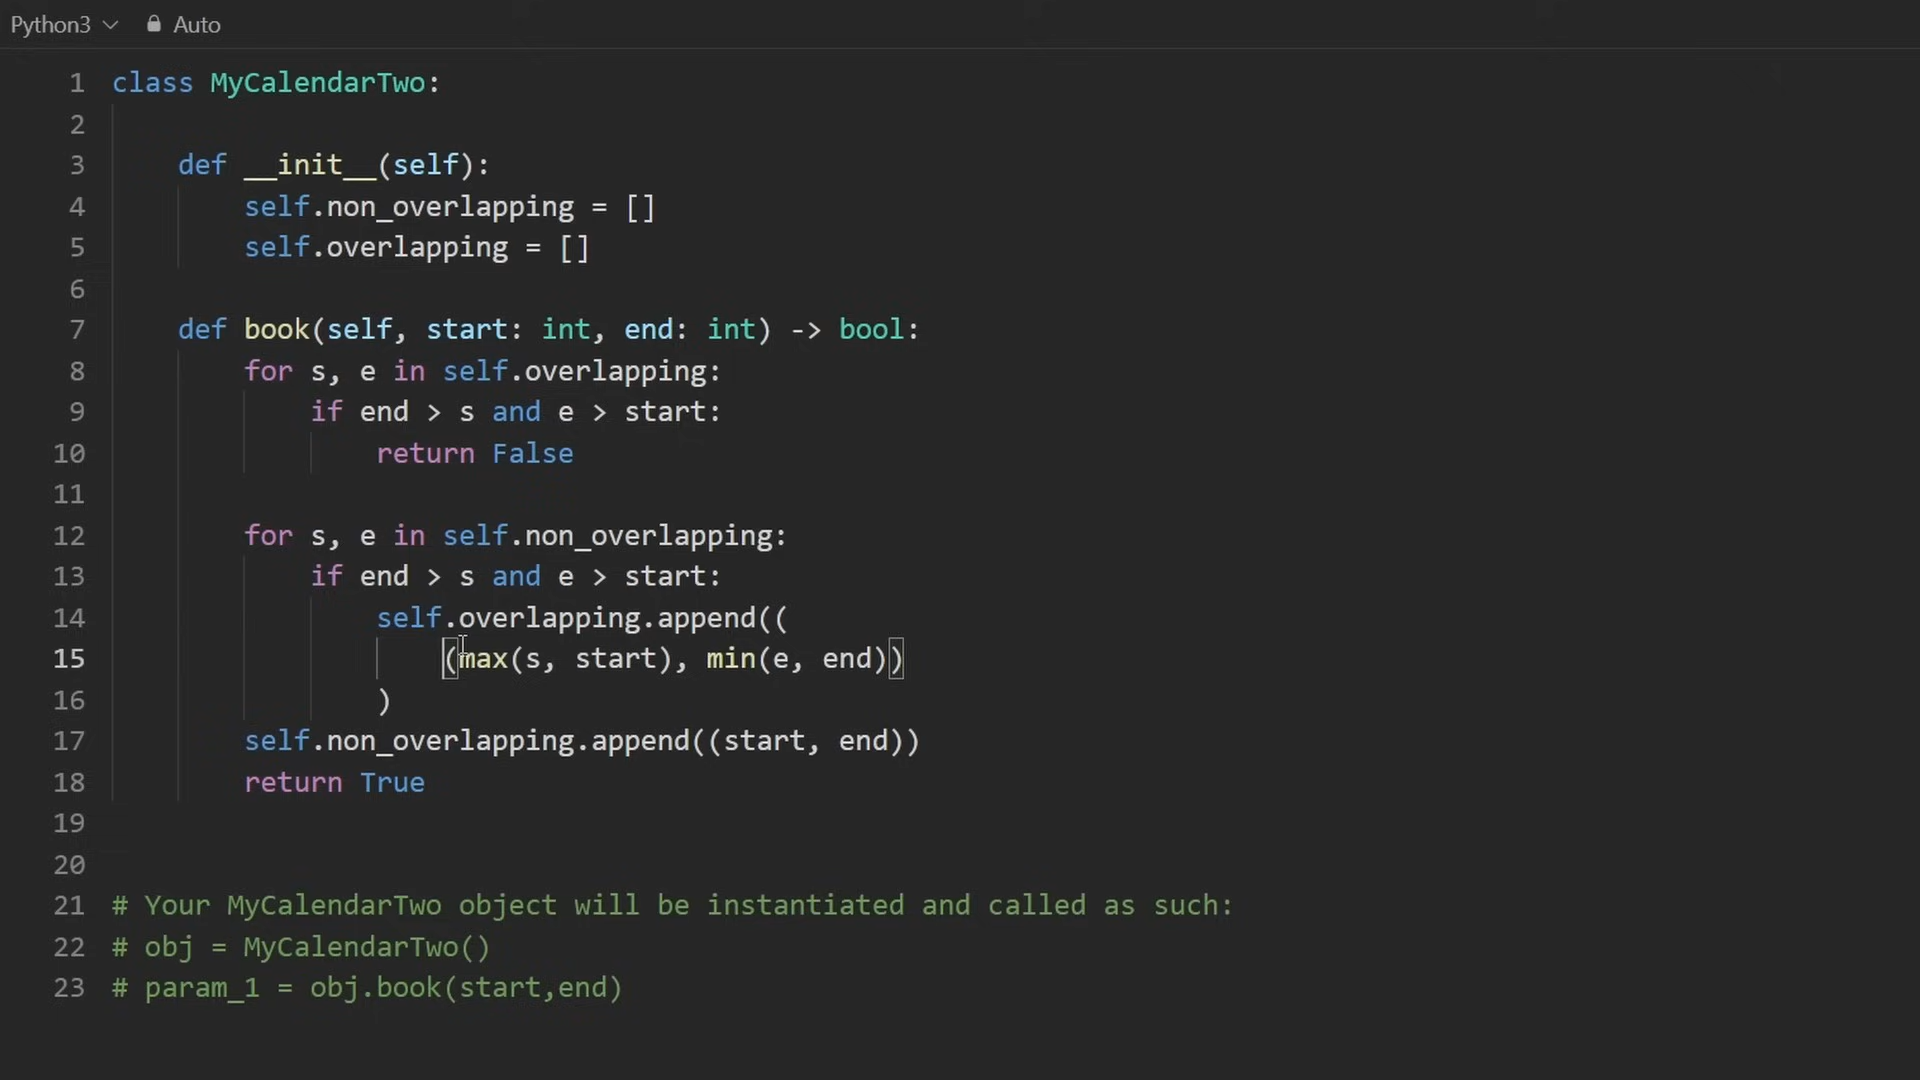 Python3 Auto
1 class MyCalendarTwo:
2
3     def __init__(self):
4         self.non_overlapping = []
5         self.overlapping = []
6
7     def book(self, start: int, end: int) -> bool:
8         for s, e in self.overlapping:
9             if end > s and e > start:
10                 return False
11
12         for s, e in self.non_overlapping:
13             if end > s and e > start:
14                 self.overlapping.append((
15                     (max(s, start), min(e, end))
16                 )
17         self.non_overlapping.append((start, end))
18         return True
19
20
21 # Your MyCalendarTwo object will be instantiated and called as such:
22 # obj = MyCalendarTwo()
23 # param_1 = obj.book(start,end)